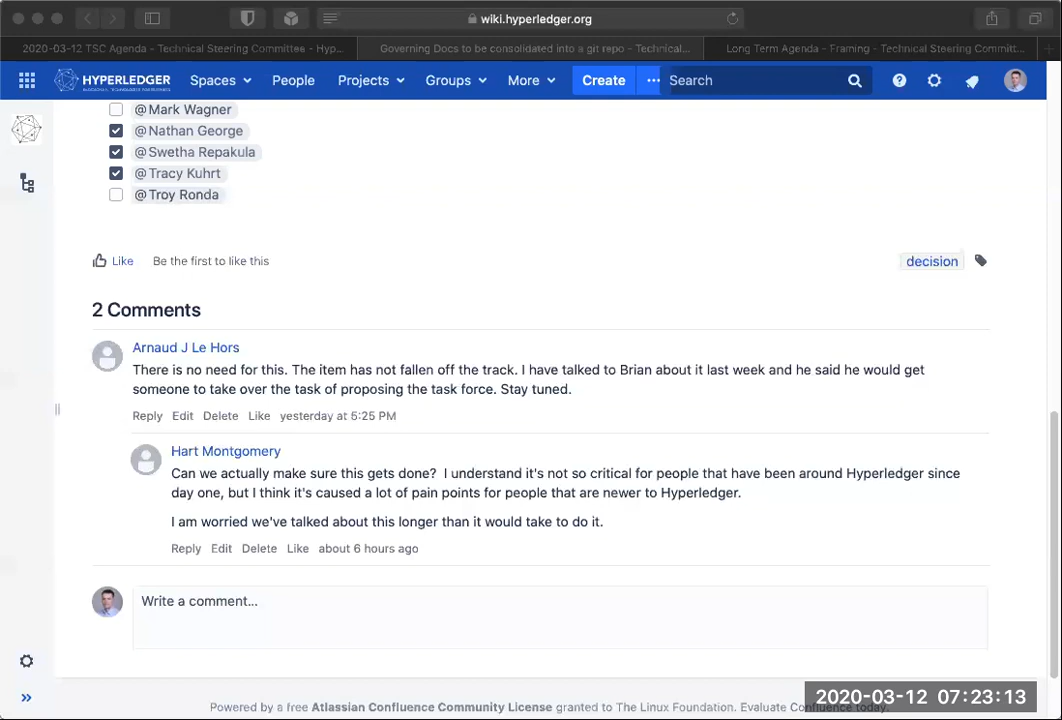 wiki.hyperledger.org
2020-03-12 TSC Agenda - Technical Steering Committee - Hyp...
Governing Docs to be consolidated into a git repo - Technical...
Long Term Agenda - Framing - Technical Steering Committ...
HYPERLEDGER
Spaces
People
Projects
Groups
More
Create
Search
@Mark Wagner
@Nathan George
@Swetha Repakula
@Tracy Kuhrt
@Troy Ronda
Like Be the first to like this
decision
2 Comments
Arnaud J Le Hors
There is no need for this. The item has not fallen off the track. I have talked to Brian about it last week and he said he would get
someone to take over the task of proposing the task force. Stay tuned.
Reply Edit Delete Like yesterday at 5:25 PM
Hart Montgomery
Can we actually make sure this gets done? I understand it's not so critical for people that have been around Hyperledger since
day one, but I think it's caused a lot of pain points for people that are newer to Hyperledger.
I am worried we've talked about this longer than it would take to do it.
Reply Edit Delete Like about 6 hours ago
Write a comment...
Powered by a free Atlassian Confluence Community License granted to The Linux Foundation. Evaluate Confluence today.
2020-03-12 07:23:13